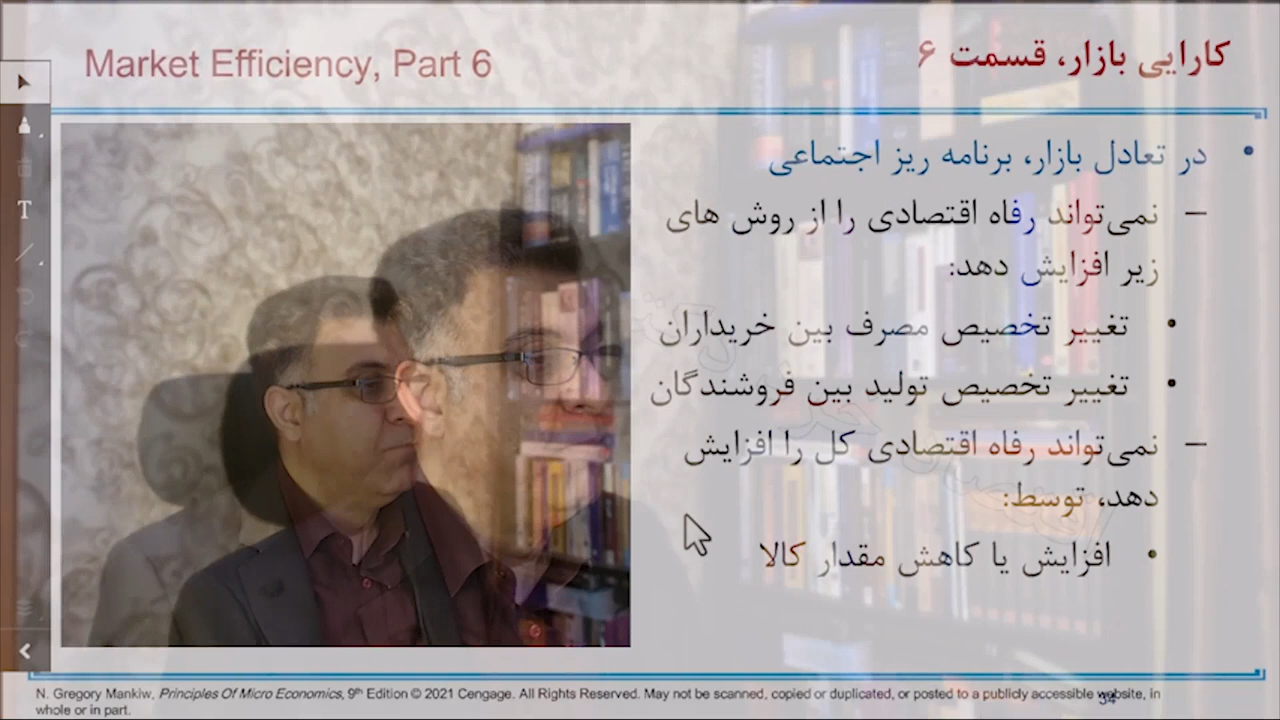 Market Efficiency, Part 6
کارایی بازار، قسمت ۶
• در تعادل بازار، برنامه ریز اجتماعی
– نمی‌تواند رفاه اقتصادی را از روش های
زیر افزایش دهد:
• تغییر تخصیص مصرف بین خریداران
• تغییر تخصیص تولید بین فروشندگان
– نمی‌تواند رفاه اقتصادی کل را افزایش
دهد، توسط:
• افزایش یا کاهش مقدار کالا
N. Gregory Mankiw, Principles Of Micro Economics, 9th Edition © 2021 Cengage. All Rights Reserved. May not be scanned, copied or duplicated, or posted to a publicly accessible website, in
whole or in part.
34